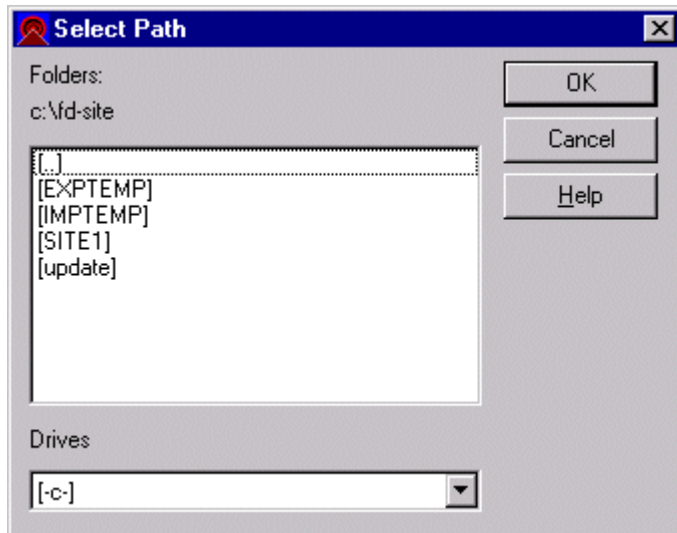 Select Path
Folders:
c:\fd-site
[..]
[EXPTEMP]
[IMPTEMP]
[SITE1]
[update]
Drives
[-c-]
OK
Cancel
Help